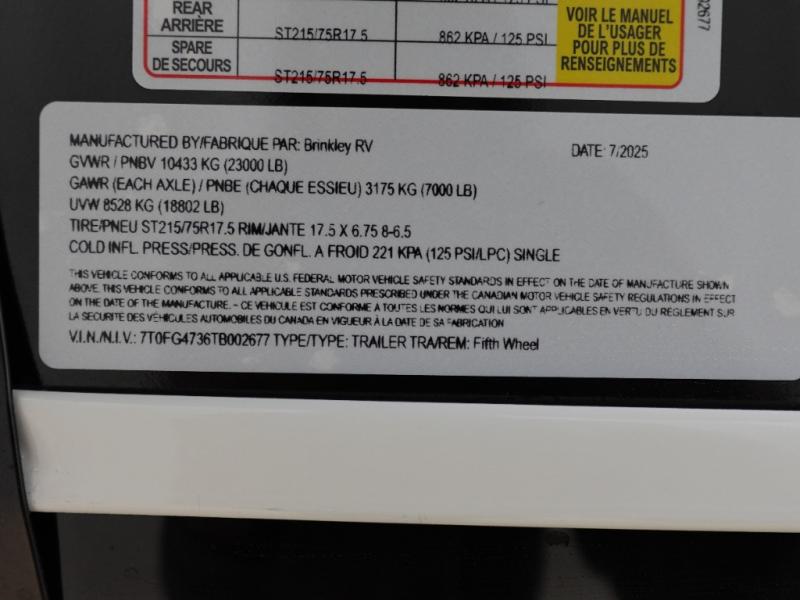 REAR
ARRIÈRE
ST215/75R17.5
862 KPA / 125 PSI
SPARE
DE SECOURS
ST215/75R17.5
862 KPA / 125 PSI
VOIR LE MANUEL
DE L'USAGER
POUR PLUS DE
RENSEIGNEMENTS
02677
MANUFACTURED BY/FABRIQUE PAR: Brinkley RV
DATE: 7/2025
GVWR / PNBV 10433 KG (23000 LB)
GAWR (EACH AXLE) / PNBE (CHAQUE ESSIEU) 3175 KG (7000 LB)
UVW 8528 KG (18802 LB)
TIRE/PNEU ST215/75R17.5 RIM/JANTE 17.5 X 6.75 8-6.5
COLD INFL. PRESS/PRESS. DE GONFL. A FROID 221 KPA (125 PSI/LPC) SINGLE
THIS VEHICLE CONFORMS TO ALL APPLICABLE U.S. FEDERAL MOTOR VEHICLE SAFETY STANDARDS IN EFFECT ON THE DATE OF MANUFACTURE SHOWN
ABOVE. THIS VEHICLE CONFORMS TO ALL APPLICABLE STANDARDS PRESCRIBED UNDER THE CANADIAN MOTOR VEHICLE SAFETY REGULATIONS IN EFFECT
ON THE DATE OF MANUFACTURE. - CE VEHICULE EST CONFORME A TOUTES LES NORMES QUI LUI SONT APPLICABLES EN VERTU DU REGLEMENT SUR
LA SECURITE DES VÉHICULES AUTOMOBILES DU CANADA EN VIGUEUR À LA DATE DE SA FABRICATION
V.I.N./N.I.V.: 7T0FG4736TB002677 TYPE/TYPE: TRAILER TRA/REM: Fifth Wheel